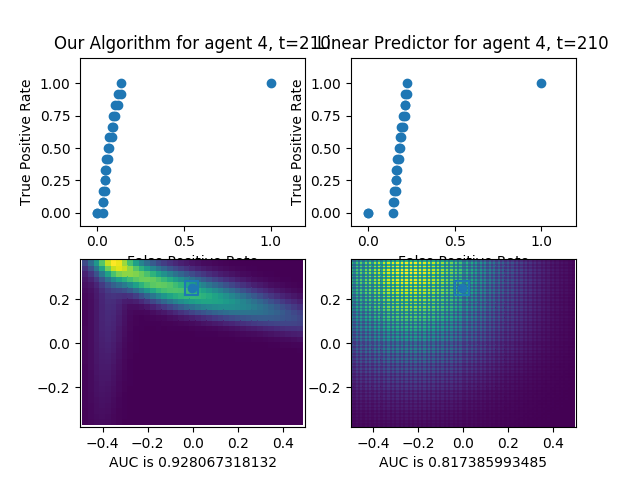 Our Algorithm for agent 4, t=210
Linear Predictor for agent 4, t=210
True Positive Rate
1.00
0.75
0.50
0.25
0.00
0.0 0.5 1.0
False Positive Rate
True Positive Rate
1.00
0.75
0.50
0.25
0.00
0.0 0.5 1.0
False Positive Rate
0.2
0.0
−0.2
−0.4 −0.2 0.0 0.2 0.4
AUC is 0.928067318132
0.2
0.0
−0.2
−0.4 −0.2 0.0 0.2 0.4
AUC is 0.817385993485